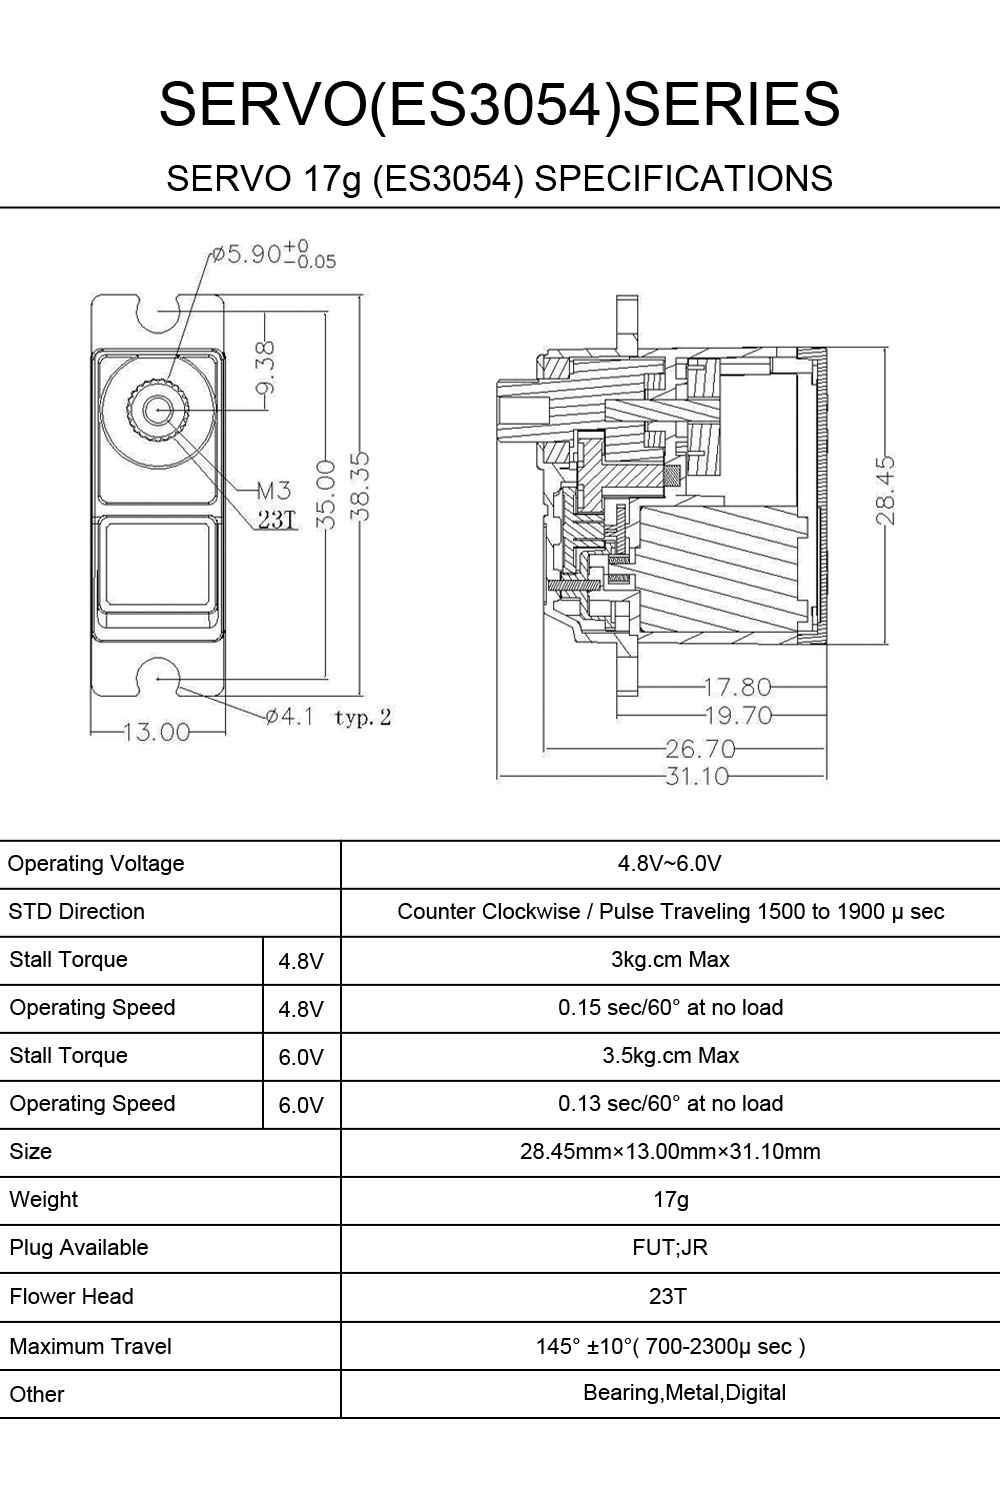 SERVO(ES3054)SERIES
SERVO 17g (ES3054) SPECIFICATIONS
ø5.90 +0 −0.05
9.38
M3
23T
35.00
38.35
13.00
ø4.1 typ.2
28.45
17.80
19.70
26.70
31.10
Operating Voltage 4.8V~6.0V
STD Direction Counter Clockwise / Pulse Traveling 1500 to 1900 µ sec
Stall Torque 4.8V 3kg.cm Max
Operating Speed 4.8V 0.15 sec/60° at no load
Stall Torque 6.0V 3.5kg.cm Max
Operating Speed 6.0V 0.13 sec/60° at no load
Size 28.45mm×13.00mm×31.10mm
Weight 17g
Plug Available FUT;JR
Flower Head 23T
Maximum Travel 145° ±10°( 700-2300µ sec )
Other Bearing,Metal,Digital